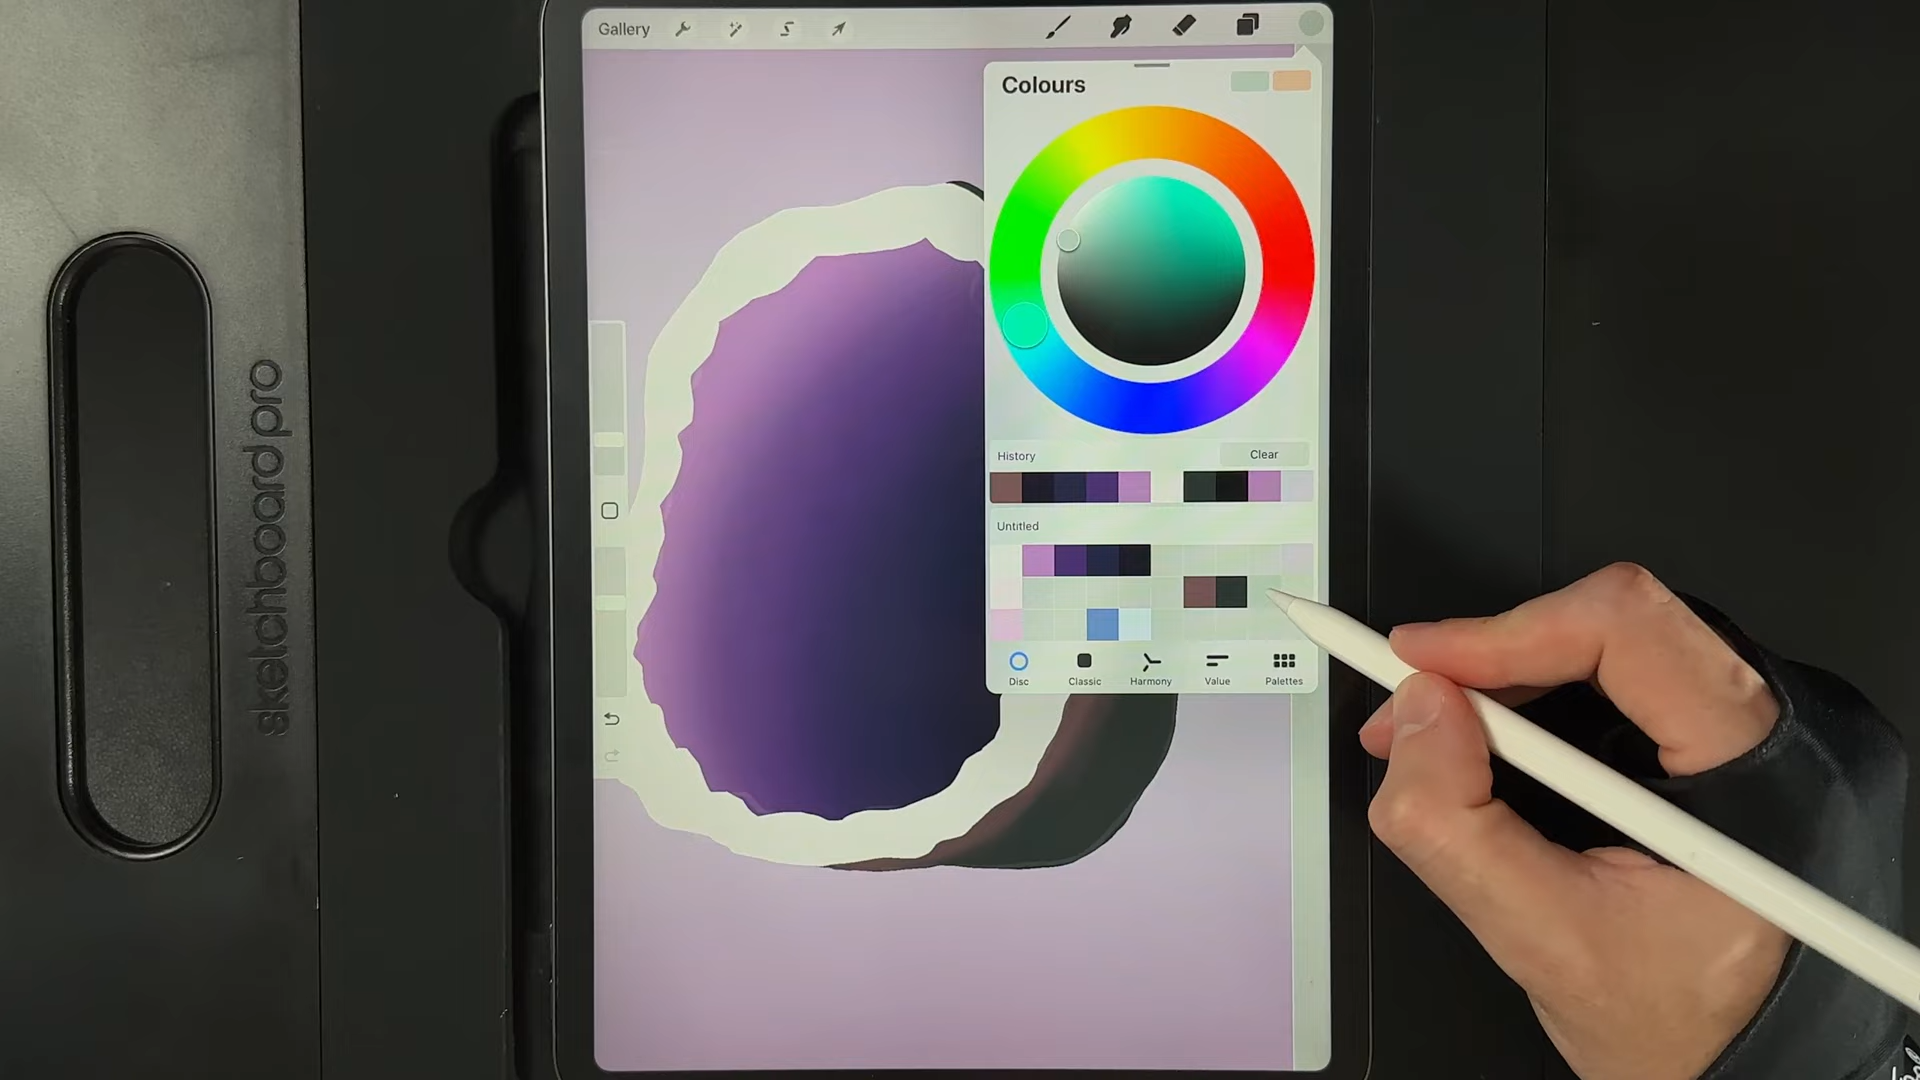 Gallery
Colours
History
Clear
Untitled
Disc
Classic
Harmony
Value
Palettes
sketchboard pro